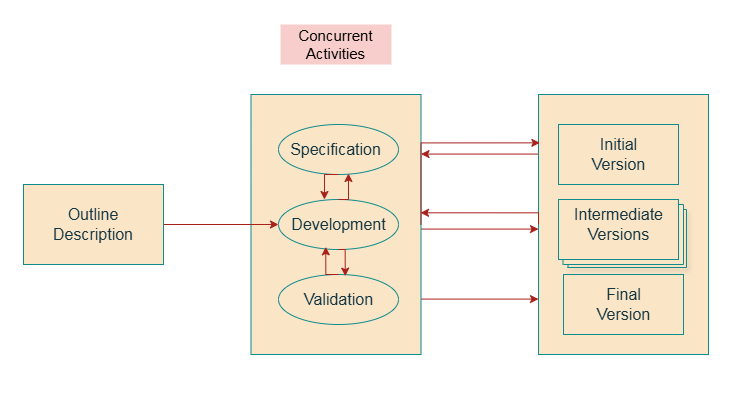 Concurrent
Activities
Outline
Description
Specification
Development
Validation
Initial
Version
Intermediate
Versions
Final
Version